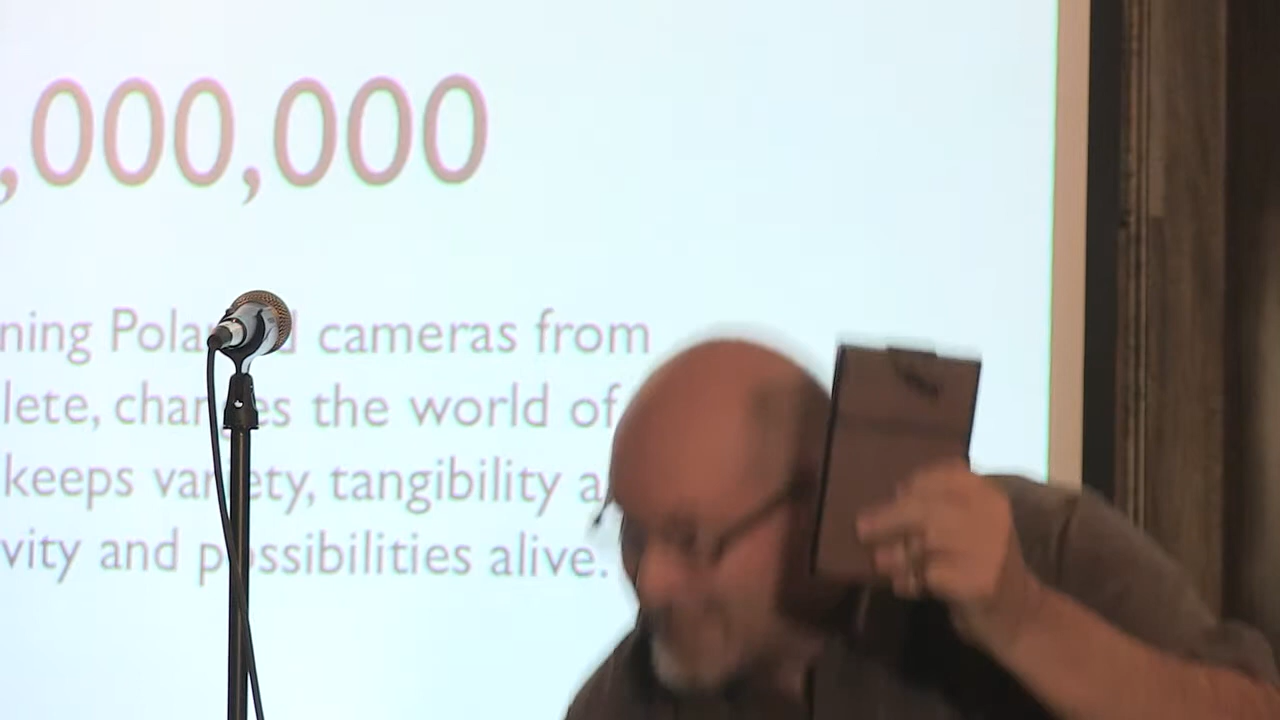 ,000,000
ning Pola d cameras from
lete, cha es the world of
keeps var ety, tangibility a
vity and p ssibilities alive.